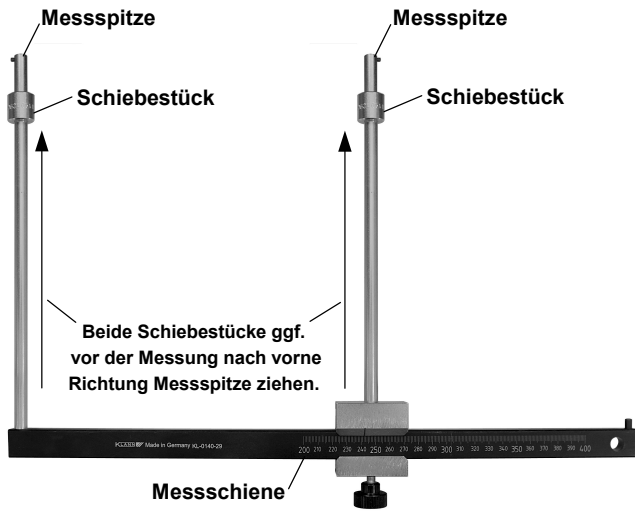 Messspitze
Messspitze
Schiebestück
Schiebestück
Beide Schiebestücke ggf.
vor der Messung nach vorne
Richtung Messspitze ziehen.
KLANN Made in Germany KL-0140-29
200 210 220 230 240 250 260 270 280 290 300 310 320 330 340 350 360 370 380 390 400
Messschiene